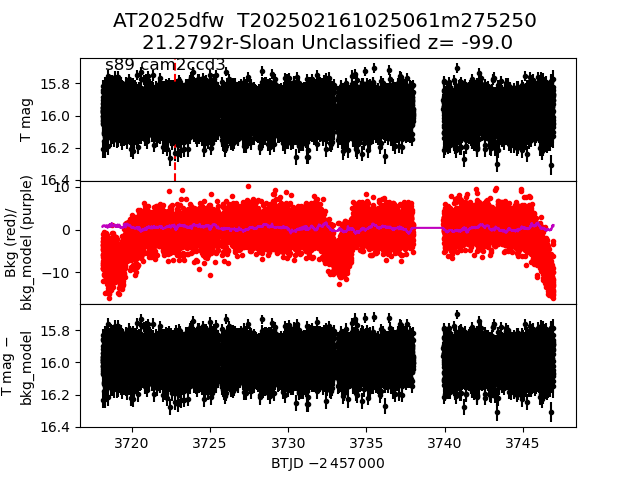 AT2025dfw  T202502161025061m275250
21.2792r-Sloan Unclassified z= -99.0
s89 cam2ccd3
T mag
15.8
16.0
16.2
16.4
Bkg (red)/
bkg_model (purple)
10
0
−10
T mag −
bkg_model
15.8
16.0
16.2
16.4
3720 3725 3730 3735 3740 3745
BTJD −2 457 000